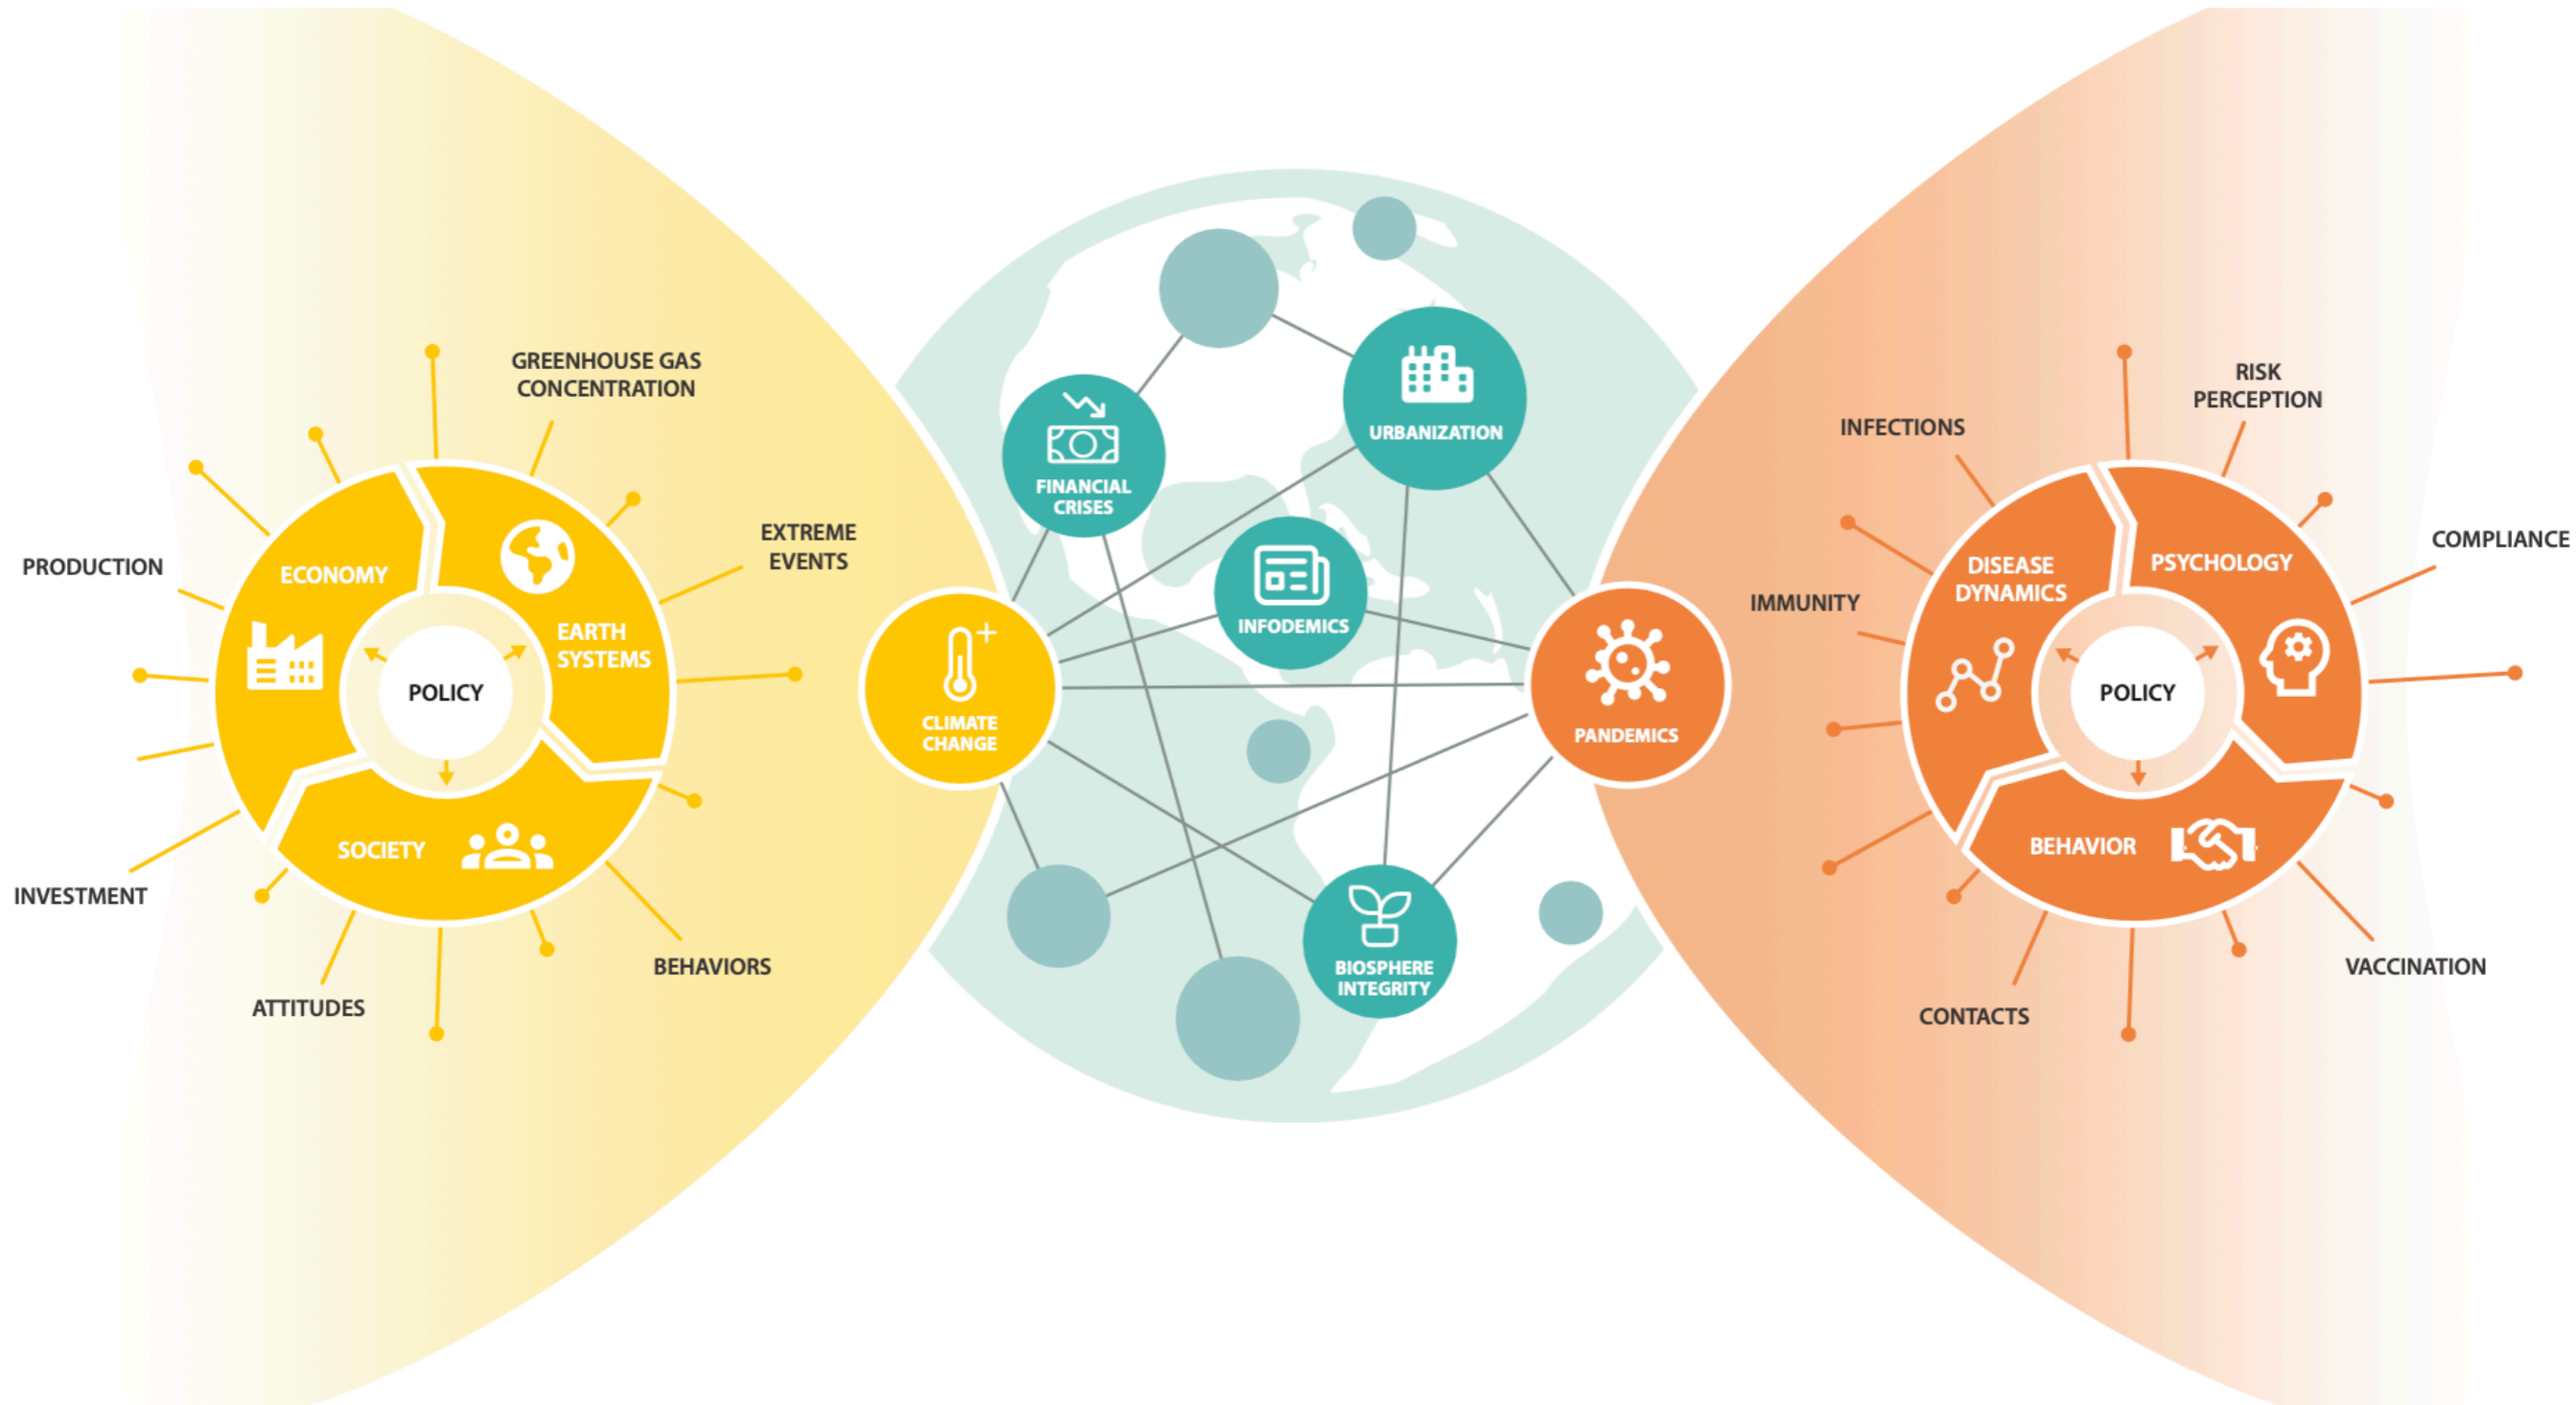 GREENHOUSE GAS
CONCENTRATION
EXTREME
EVENTS
PRODUCTION
ECONOMY
EARTH
SYSTEMS
POLICY
SOCIETY
INVESTMENT
ATTITUDES
BEHAVIORS
FINANCIAL
CRISES
URBANIZATION
INFODEMICS
CLIMATE
CHANGE
PANDEMICS
BIOSPHERE
INTEGRITY
RISK
PERCEPTION
INFECTIONS
COMPLIANCE
IMMUNITY
DISEASE
DYNAMICS
PSYCHOLOGY
POLICY
BEHAVIOR
VACCINATION
CONTACTS